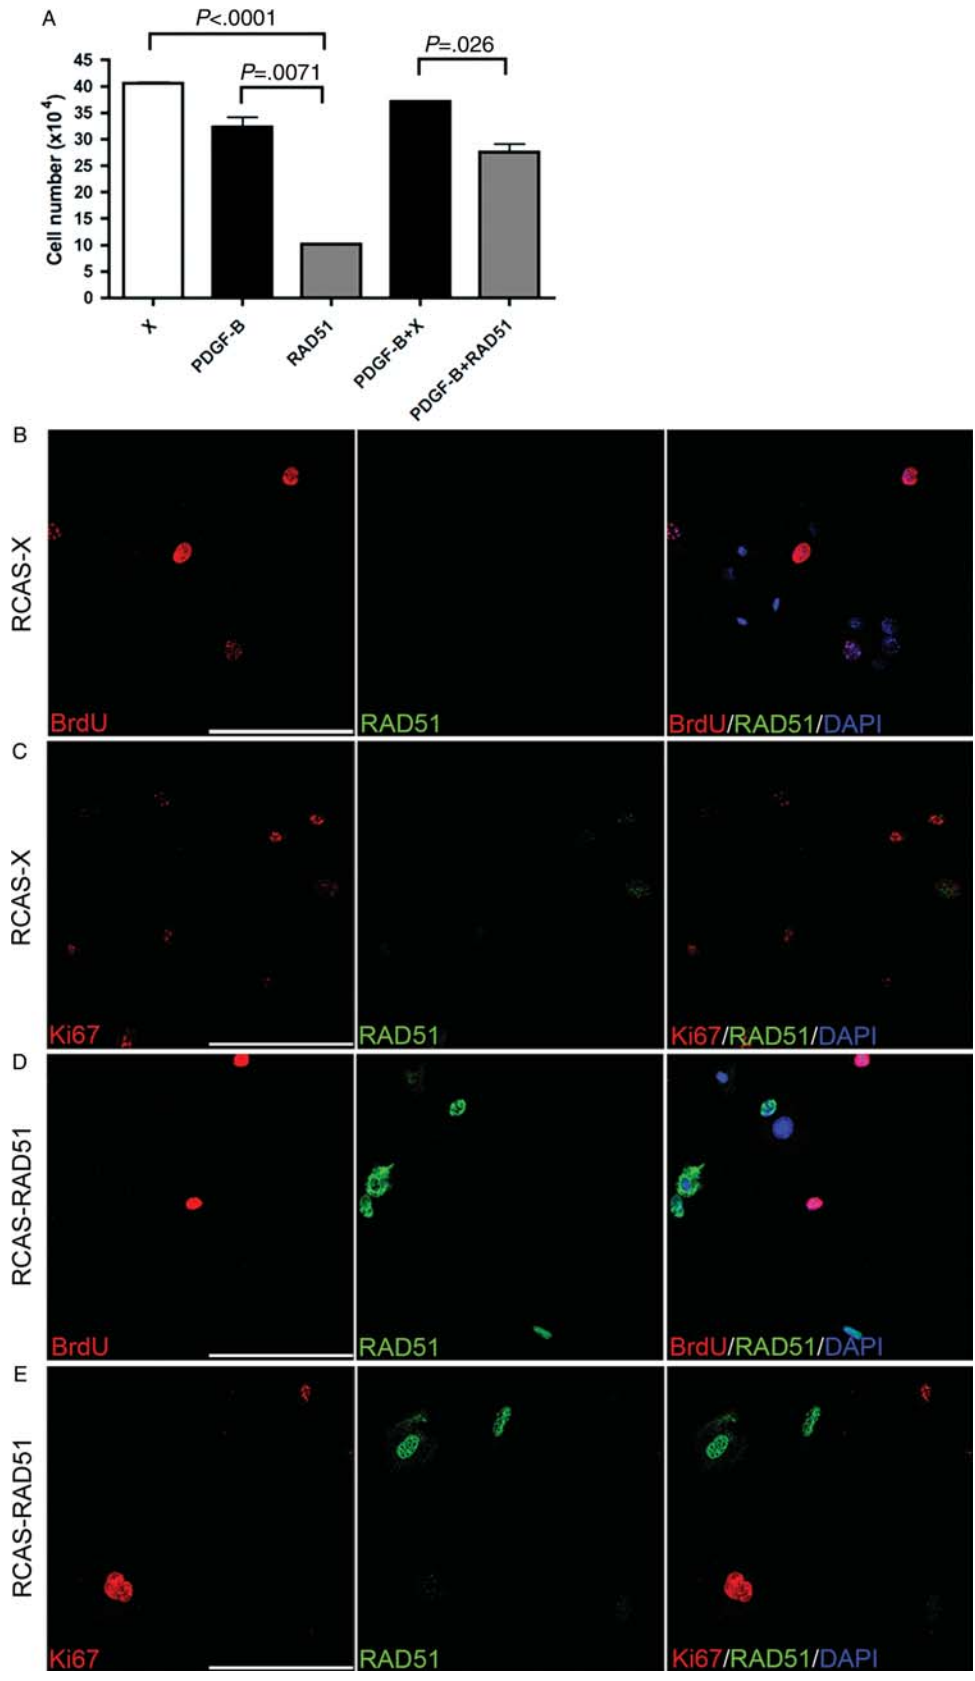 A
P<.0001
P=.0071
P=.026
Cell number (x10⁴)
45
40
35
30
25
20
15
10
5
0
X
PDGF-B
RAD51
PDGF-B+X
PDGF-B+RAD51
B
RCAS-X
BrdU
RAD51
BrdU/RAD51/DAPI
C
RCAS-X
Ki67
RAD51
Ki67/RAD51/DAPI
D
RCAS-RAD51
BrdU
RAD51
BrdU/RAD51/DAPI
E
RCAS-RAD51
Ki67
RAD51
Ki67/RAD51/DAPI